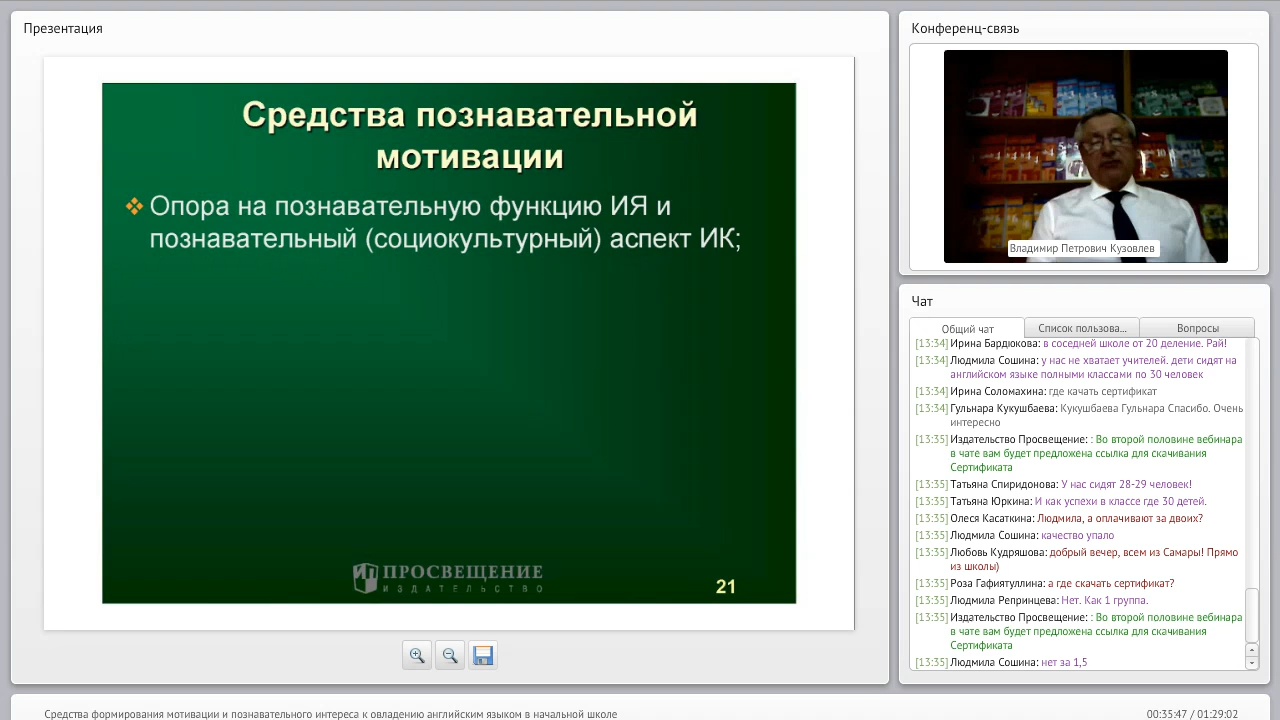 Презентация
Средства познавательной
мотивации
Опора на познавательную функцию ИЯ и
познавательный (социокультурный) аспект ИК;
ПРОСВЕЩЕНИЕ
ИЗДАТЕЛЬСТВО
21
Конференц-связь
Владимир Петрович Кузовлев
Чат
Общий чат
Список пользова...
Вопросы
[13:34] Ирина Бардюкова: в соседней школе от 20 деление. Рай!
[13:34] Людмила Сошина: у нас не хватает учителей. дети сидят на
английском языке полными классами по 30 человек
[13:34] Ирина Соломахина: где качать сертификат
[13:34] Гульнара Кукушбаева: Кукушбаева Гульнара Спасибо. Очень
интересно
[13:35] Издательство Просвещение: : Во второй половине вебинара
в чате вам будет предложена ссылка для скачивания
Сертификата
[13:35] Татьяна Спиридонова: У нас сидят 28-29 человек!
[13:35] Татьяна Юркина: И как успехи в классе где 30 детей.
[13:35] Олеся Касаткина: Людмила, а оплачивают за двоих?
[13:35] Людмила Сошина: качество упало
[13:35] Любовь Кудряшова: добрый вечер, всем из Самары! Прямо
из школы)
[13:35] Роза Гафиятуллина: а где скачать сертификат?
[13:35] Людмила Репринцева: Нет. Как 1 группа.
[13:35] Издательство Просвещение: : Во второй половине вебинара
в чате вам будет предложена ссылка для скачивания
Сертификата
[13:35] Людмила Сошина: нет за 1,5
Средства формирования мотивации и познавательного интереса к овладению английским языком в начальной школе
00:35:47 / 01:29:02